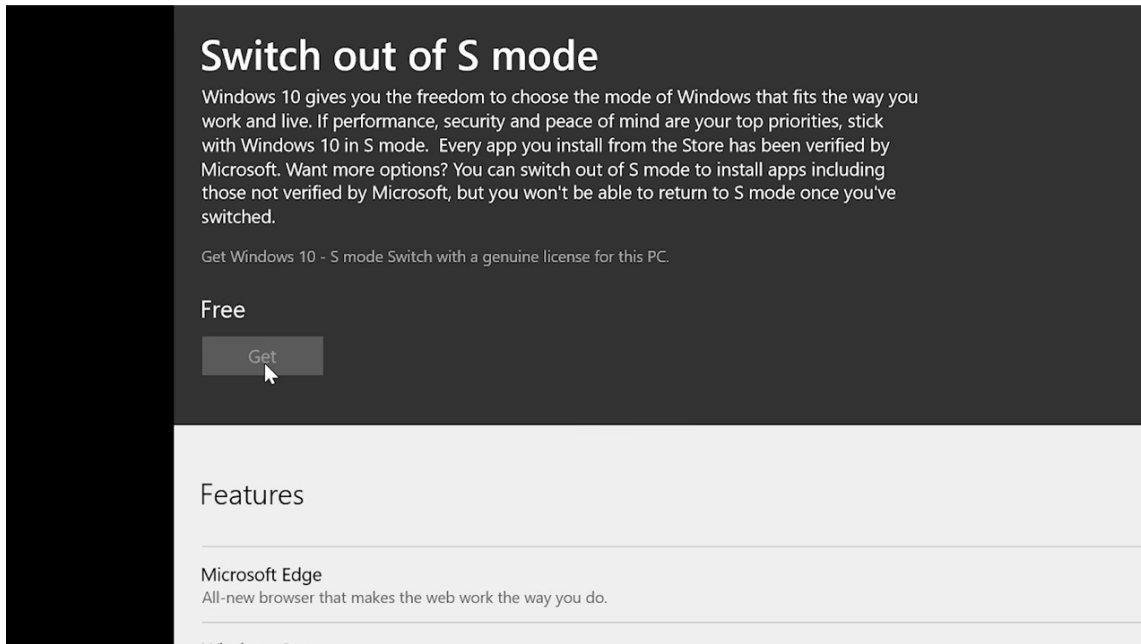 Switch out of S mode
Windows 10 gives you the freedom to choose the mode of Windows that fits the way you
work and live. If performance, security and peace of mind are your top priorities, stick
with Windows 10 in S mode.  Every app you install from the Store has been verified by
Microsoft. Want more options? You can switch out of S mode to install apps including
those not verified by Microsoft, but you won't be able to return to S mode once you've
switched.
Get Windows 10 - S mode Switch with a genuine license for this PC.
Free
Get
Features
Microsoft Edge
All-new browser that makes the web work the way you do.